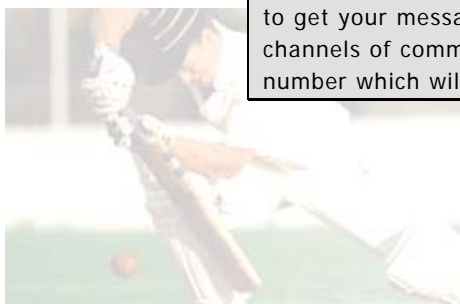 to get your messa
channels of comm
number which wil